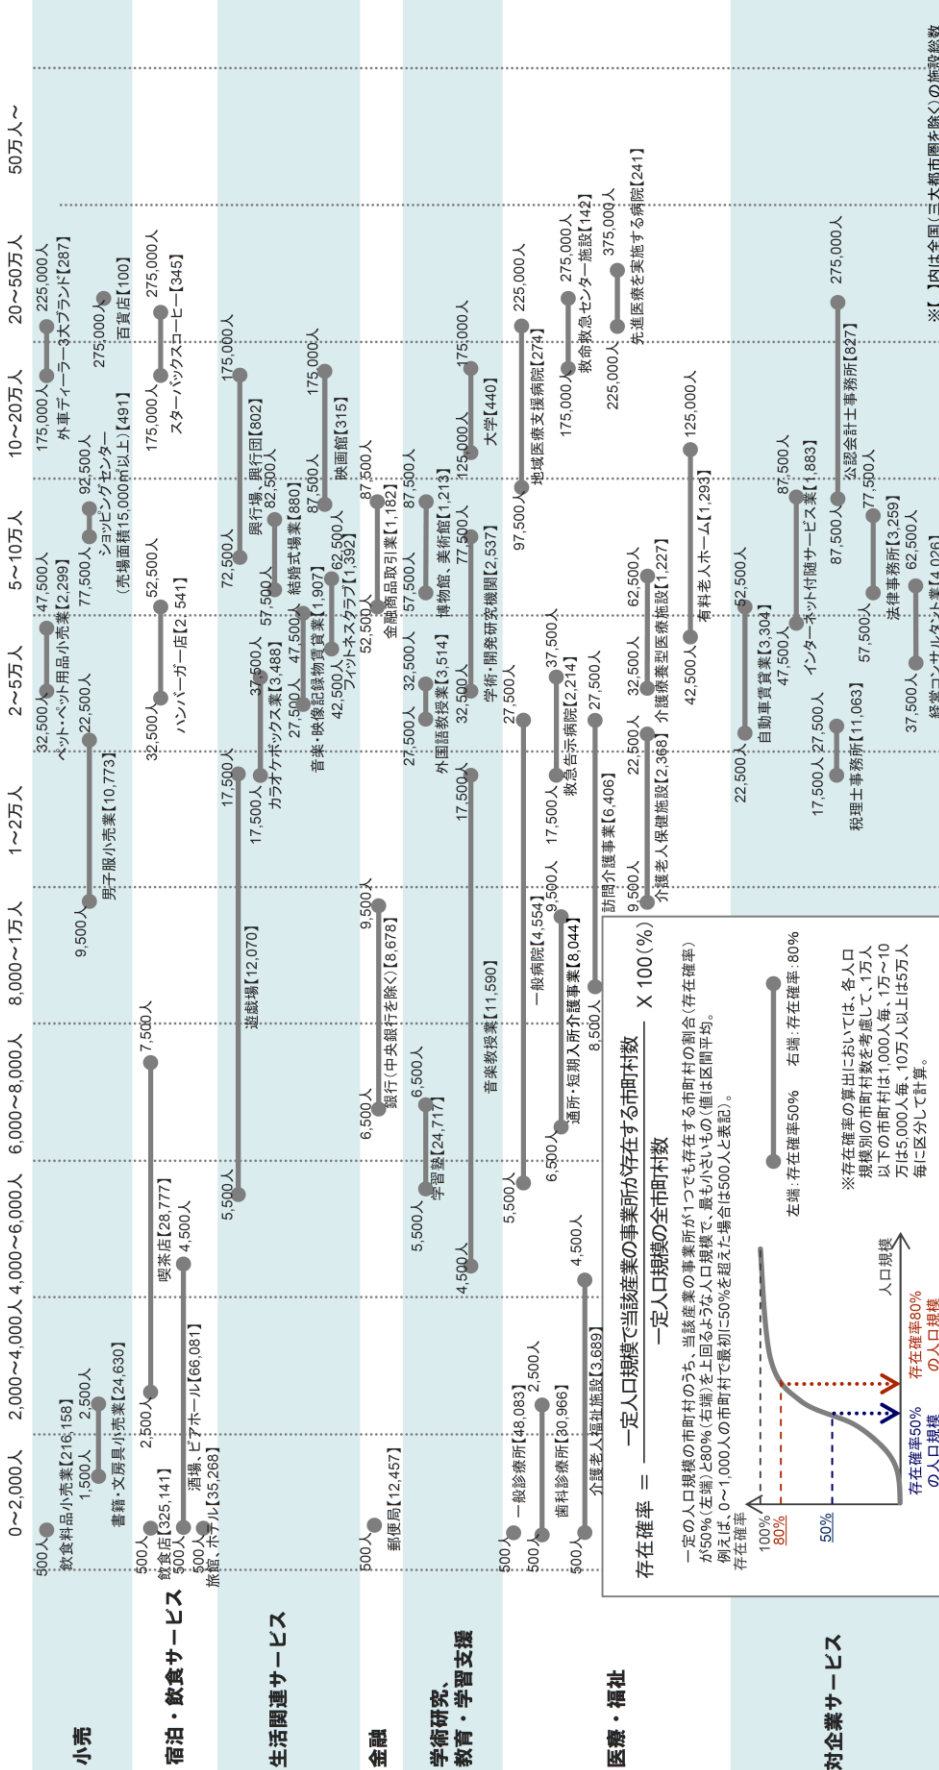 0～2,000人
2,000～4,000人
4,000～6,000人
6,000～8,000人
8,000～1万人
1～2万人
2～5万人
5～10万人
10～20万人
20～50万人
50万人～
小売
500人
飲食料品小売業【216,158】
1,500人
2,500人
書籍・文房具小売業【24,630】
9,500人
22,500人
男子服小売業【10,773】
32,500人
47,500人
ペット・ペット用品小売業【2,299】
77,500人
92,500人
ショッピングセンター
（売場面積15,000㎡以上）【491】
175,000人
225,000人
外車ディーラー3大ブランド【287】
275,000人
百貨店【100】
宿泊・飲食サービス
500人
飲食店【325,141】
2,500人
7,500人
喫茶店【28,777】
500人
4,500人
酒場、ビアホール【66,081】
500人
旅館、ホテル【35,268】
32,500人
52,500人
ハンバーガー店【2,541】
175,000人
275,000人
スターバックスコーヒー【345】
生活関連サービス
5,500人
17,500人
遊戯場【12,070】
17,500人
37,500人
カラオケボックス業【3,488】
27,500人
47,500人
音楽・映像記録物賃貸業【1,907】
42,500人
62,500人
フィットネスクラブ【1,392】
57,500人
82,500人
結婚式場業【880】
72,500人
175,000人
興行場、興行団【802】
87,500人
175,000人
映画館【315】
金融
500人
郵便局【12,457】
6,500人
9,500人
銀行（中央銀行を除く）【8,678】
52,500人
87,500人
金融商品取引業【1,182】
学術研究、
教育・学習支援
5,500人
6,500人
学習塾【24,717】
4,500人
17,500人
音楽教授業【11,590】
27,500人
32,500人
外国語教授業【3,514】
32,500人
77,500人
学術・開発研究機関【2,537】
57,500人
87,500人
博物館、美術館【1,213】
125,000人
175,000人
大学【440】
医療・福祉
500人
一般診療所【48,083】
500人
2,500人
歯科診療所【30,966】
500人
4,500人
介護老人福祉施設【3,689】
5,500人
27,500人
一般病院【4,554】
6,500人
9,500人
通所・短期入所介護事業【8,044】
8,500人
27,500人
訪問介護事業【6,406】
17,500人
37,500人
救急告示病院【2,214】
9,500人
22,500人
介護老人保健施設【2,368】
32,500人
62,500人
介護療養型医療施設【1,227】
42,500人
125,000人
有料老人ホーム【1,293】
97,500人
225,000人
地域医療支援病院【274】
175,000人
275,000人
救命救急センター施設【142】
225,000人
375,000人
先進医療を実施する病院【241】
対企業サービス
22,500人
52,500人
自動車賃貸業【3,304】
47,500人
87,500人
インターネット付随サービス業【1,883】
17,500人
27,500人
税理士事務所【11,063】
87,500人
275,000人
公認会計士事務所【827】
57,500人
77,500人
法律事務所【3,259】
37,500人
62,500人
経営コンサルタント業【4,026】
存在確率 ＝
一定人口規模で当該産業の事業所が存在する市町村数
一定人口規模の全市町村数
X 100（%）
一定の人口規模の市町村のうち、当該産業の事業所が1つでも存在する市町村の割合（存在確率）
が50%（左端）と80%（右端）を上回るような人口規模で、最も小さいもの（値は区間平均。
例えば、0～1,000人の市町村で最初に50%を超えた場合は500人と表記）。
存在確率
100%
80%
50%
人口規模
存在確率50%
の人口規模
存在確率80%
の人口規模
左端：存在確率50%
右端：存在確率：80%
※存在確率の算出においては、各人口
規模別の市町村数を考慮して、1万人
以下の市町村は1,000人毎、1万～10
万は5,000人毎、10万人以上は5万人
毎に区分して計算。
※【 】内は全国（三大都市圏を除く）の施設総数